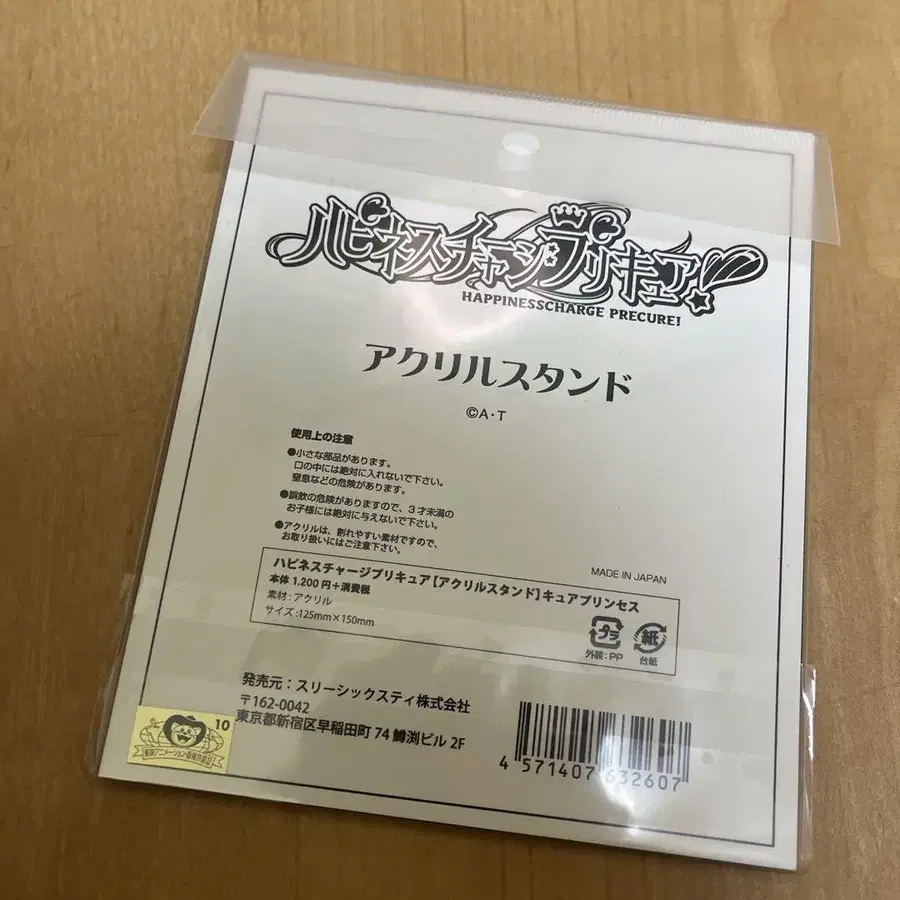 ハピネスチャージプリキュア!
HAPPINESSCHARGE PRECURE!
アクリルスタンド
©A・T
使用上の注意
●小さな部品があります。
口の中には絶対に入れないで下さい。
窒息などの危険があります。
●誤飲の危険がありますので、3才未満の
お子様には絶対に与えないで下さい。
●アクリルは、割れやすい素材ですので、
お取り扱いにはご注意下さい。
MADE IN JAPAN
ハピネスチャージプリキュア【アクリルスタンド】キュアプリンセス
本体 1,200 円+消費税
素材:アクリル
サイズ:125mm×150mm
プラ
外装:PP
紙
台紙
発売元:スリーシックスティ株式会社
〒162-0042
東京都新宿区早稲田町 74 鱒渕ビル 2F
10
東映アニメーション
4 571407 632607